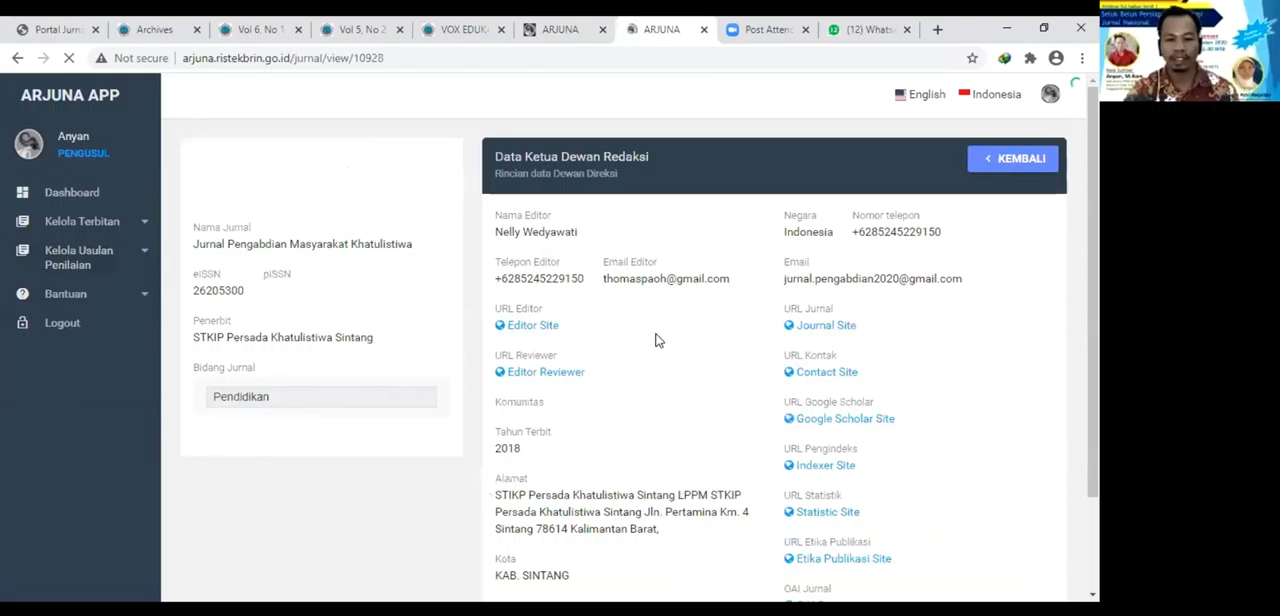 Portal Jurn
Archives
Vol 6, No 1
Vol 5, No 2
VOX EDUK
ARJUNA
ARJUNA
Post Atten
(12) Whats
Not secure
arjuna.ristekbrin.go.id/jurnal/view/10928
ARJUNA APP
English
Indonesia
Anyan
PENGUSUL
Dashboard
Kelola Terbitan
Kelola Usulan
Penilaian
Bantuan
Logout
Nama Jurnal
Jurnal Pengabdian Masyarakat Khatulistiwa
eISSN
piSSN
26205300
Penerbit
STKIP Persada Khatulistiwa Sintang
Bidang Jurnal
Pendidikan
Data Ketua Dewan Redaksi
Rincian data Dewan Direksi
KEMBALI
Nama Editor
Nelly Wedyawati
Negara
Indonesia
Nomor telepon
+6285245229150
Telepon Editor
+6285245229150
Email Editor
thomaspaoh@gmail.com
Email
jurnal.pengabdian2020@gmail.com
URL Editor
Editor Site
URL Jurnal
Journal Site
URL Reviewer
Editor Reviewer
URL Kontak
Contact Site
Komunitas
URL Google Scholar
Google Scholar Site
Tahun Terbit
2018
URL Pengindeks
Indexer Site
Alamat
STIKP Persada Khatulistiwa Sintang LPPM STKIP
Persada Khatulistiwa Sintang Jln. Pertamina Km. 4
Sintang 78614 Kalimantan Barat,
URL Statistik
Statistic Site
URL Etika Publikasi
Etika Publikasi Site
Kota
KAB. SINTANG
OAI Jurnal